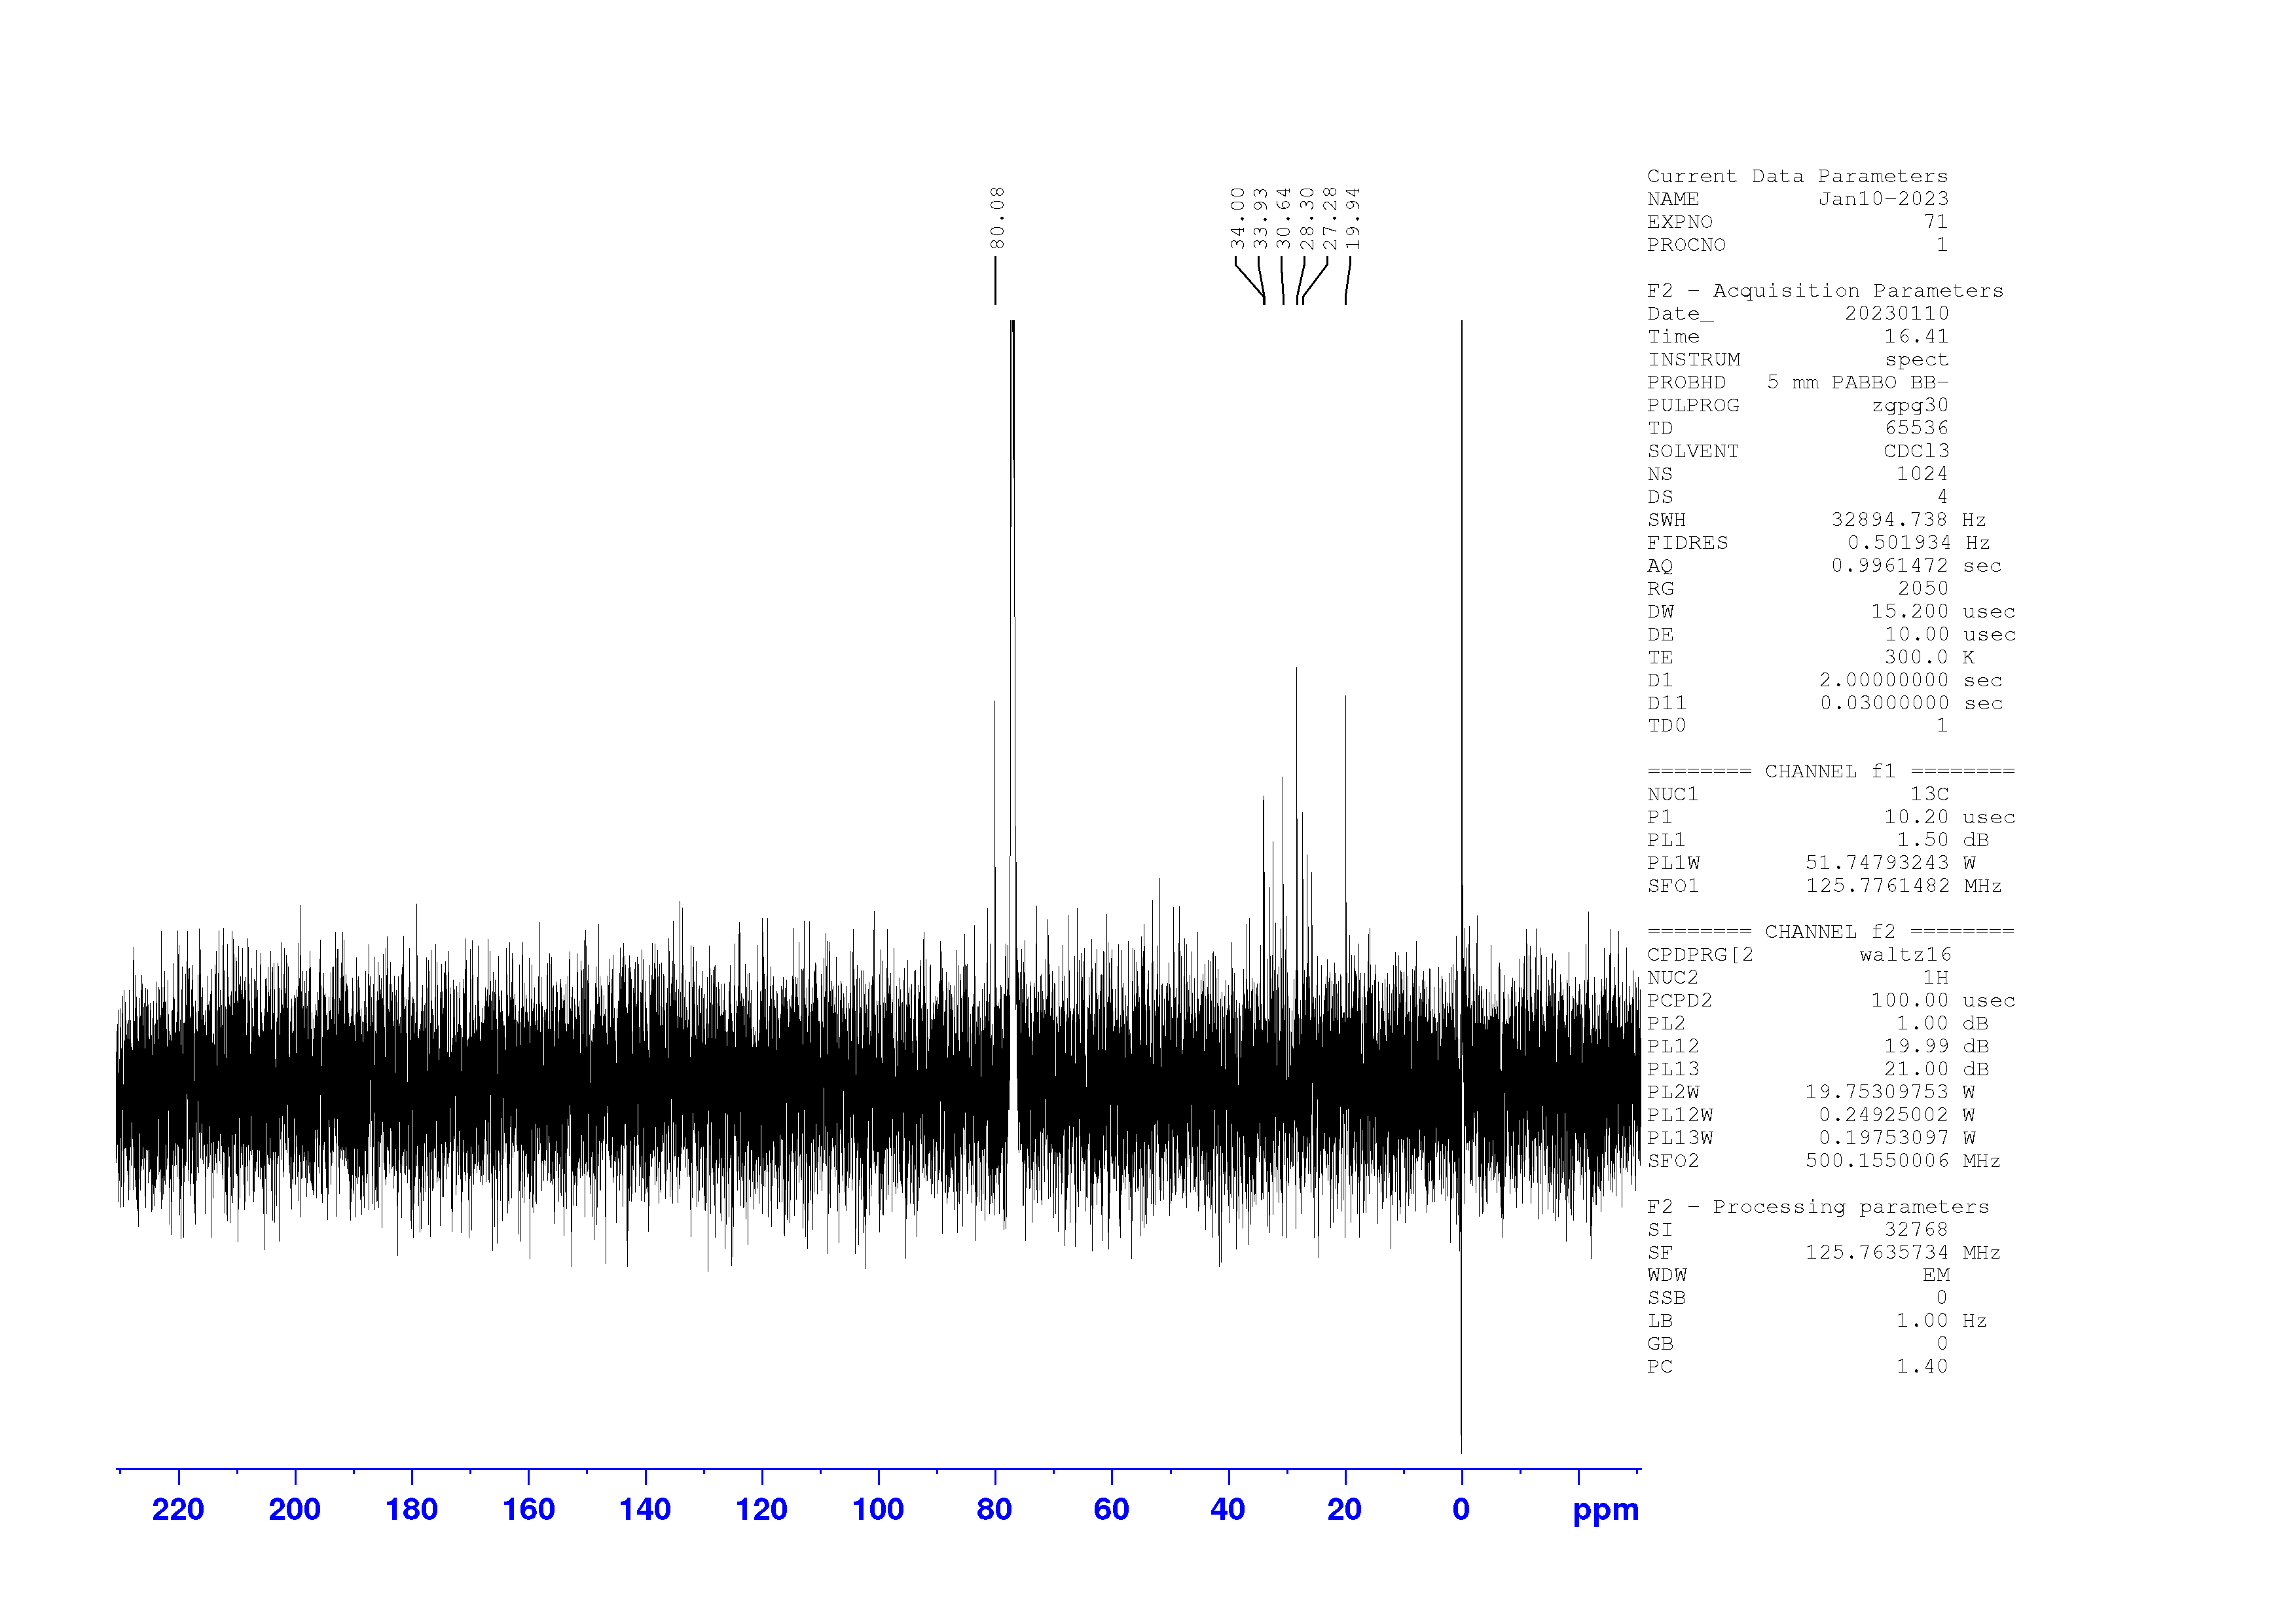 80.08
34.00
33.93
30.64
28.30
27.28
19.94
Current Data Parameters
NAME Jan10-2023
EXPNO 71
PROCNO 1
F2 - Acquisition Parameters
Date_ 20230110
Time 16.41
INSTRUM spect
PROBHD 5 mm PABBO BB-
PULPROG zgpg30
TD 65536
SOLVENT CDCl3
NS 1024
DS 4
SWH 32894.738 Hz
FIDRES 0.501934 Hz
AQ 0.9961472 sec
RG 2050
DW 15.200 usec
DE 10.00 usec
TE 300.0 K
D1 2.00000000 sec
D11 0.03000000 sec
TD0 1
======== CHANNEL f1 ========
NUC1 13C
P1 10.20 usec
PL1 1.50 dB
PL1W 51.74793243 W
SFO1 125.7761482 MHz
======== CHANNEL f2 ========
CPDPRG[2 waltz16
NUC2 1H
PCPD2 100.00 usec
PL2 1.00 dB
PL12 19.99 dB
PL13 21.00 dB
PL2W 19.75309753 W
PL12W 0.24925002 W
PL13W 0.19753097 W
SFO2 500.1550006 MHz
F2 - Processing parameters
SI 32768
SF 125.7635734 MHz
WDW EM
SSB 0
LB 1.00 Hz
GB 0
PC 1.40
220 200 180 160 140 120 100 80 60 40 20 0 ppm